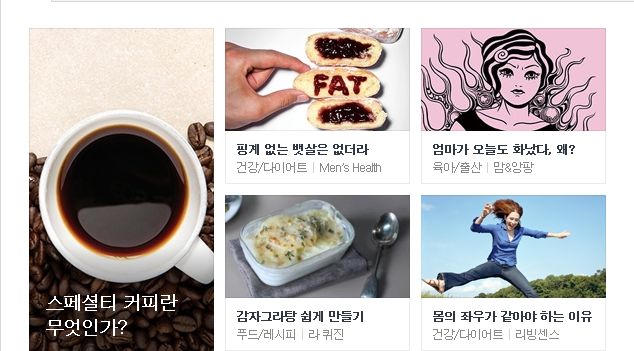 스페셜티 커피란
무엇인가?
FAT
핑계 없는 뱃살은 없더라
건강/다이어트 | Men's Health
엄마가 오늘도 화났다, 왜?
육아/출산 | 맘&앙팡
감자그라탕 쉽게 만들기
푸드/레시피 | 라 퀴진
몸의 좌우가 같아야 하는 이유
건강/다이어트 | 리빙센스